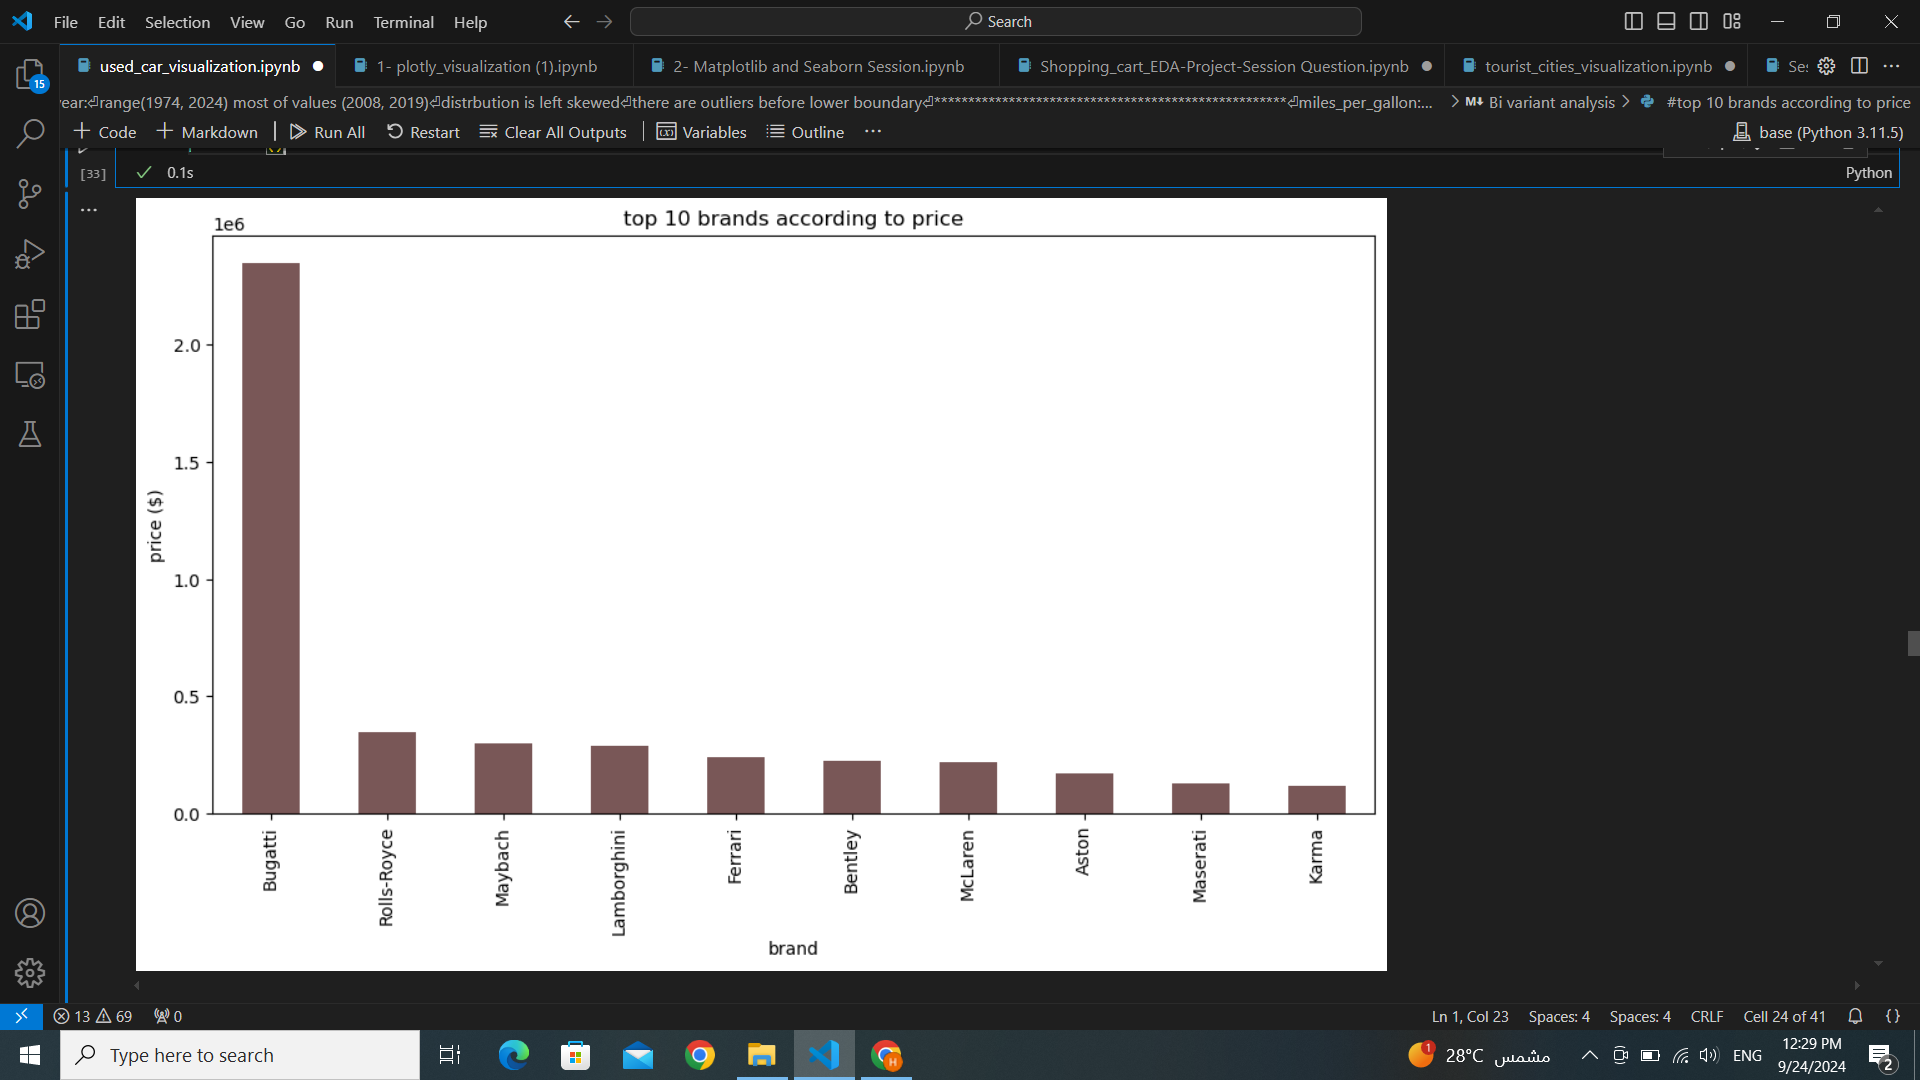 File Edit Selection View Go Run Terminal Help Search
15
used_car_visualization.ipynb 1- plotly_visualization (1).ipynb 2- Matplotlib and Seaborn Session.ipynb Shopping_cart_EDA-Project-Session Question.ipynb tourist_cities_visualization.ipynb
year:⏎range(1974, 2024) most of values (2008, 2019)⏎distrbution is left skewed⏎there are outliers before lower boundary⏎****************************************************⏎miles_per_gallon:... > M↓ Bi variant analysis > #top 10 brands according to price
+ Code + Markdown | Run All Restart Clear All Outputs | Variables Outline ... base (Python 3.11.5)
[33] ✓ 0.1s Python
...
top 10 brands according to price
1e6
2.0
1.5
1.0
0.5
0.0
price ($)
Bugatti
Rolls-Royce
Maybach
Lamborghini
Ferrari
Bentley
McLaren
Aston
Maserati
Karma
brand
13 69 0 Ln 1, Col 23 Spaces: 4 Spaces: 4 CRLF Cell 24 of 41 {}
Type here to search 1 28°C مشمس ENG 12:29 PM
9/24/2024 2